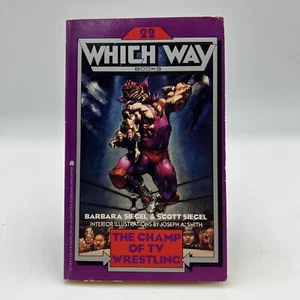 22
WHICH WAY
BOOKS
BARBARA SIEGEL & SCOTT SIEGEL
INTERIOR ILLUSTRATIONS BY JOSEPH A. SMITH
THE CHAMP
OF TV
WRESTLING